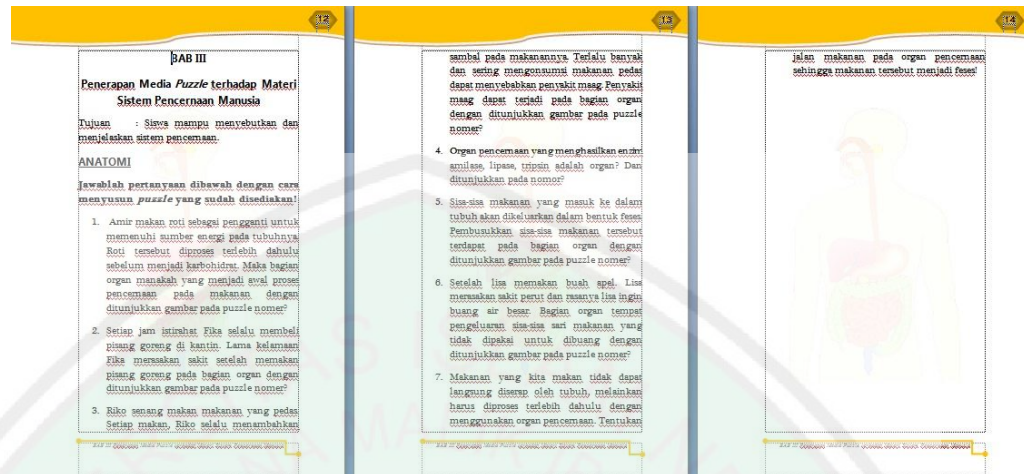 12
BAB III
Penerapan Media Puzzle terhadap Materi
Sistem Pencernaan Manusia
Tujuan : Siswa mampu menyebutkan dan
menjelaskan sistem pencernaan.
ANATOMI
Jawablah pertanyaan dibawah dengan cara
menyusun puzzle yang sudah disediakan!
1. Amir makan roti sebagai pengganti untuk
memenuhi sumber energi pada tubuhnya.
Roti tersebut diproses terlebih dahulu
sebelum menjadi karbohidrat. Maka bagian
organ manakah yang menjadi awal proses
pencernaan pada makanan dengan
ditunjukkan gambar pada puzzle nomer?
2. Setiap jam istirahat Fika selalu membeli
pisang goreng di kantin. Lama kelamaan
Fika merasakan sakit setelah memakan
pisang goreng pada bagian organ dengan
ditunjukkan gambar pada puzzle nomer?
3. Riko senang makan makanan yang pedas.
Setiap makan, Riko selalu menambahkan
13
sambal pada makanannya. Terlalu banyak
dan sering mengonsumsi makanan pedas
dapat menyebabkan penyakit maag. Penyakit
maag dapat terjadi pada bagian organ
dengan ditunjukkan gambar pada puzzle
nomer?
4. Organ pencernaan yang menghasilkan enzim
amilase, lipase, tripsin adalah organ? Dan
ditunjukkan pada nomor?
5. Sisa-sisa makanan yang masuk ke dalam
tubuh akan dikeluarkan dalam bentuk feses.
Pembusukkan sisa-sisa makanan tersebut
terdapat pada bagian organ dengan
ditunjukkan gambar pada puzzle nomer?
6. Setelah lisa memakan buah apel. Lisa
merasakan sakit perut dan rasanya lisa ingin
buang air besar. Bagian organ tempat
pengeluaran sisa-sisa sari makanan yang
tidak dipakai untuk dibuang dengan
ditunjukkan gambar pada puzzle nomer?
7. Makanan yang kita makan tidak dapat
langsung diserap oleh tubuh, melainkan
harus diproses terlebih dahulu dengan
menggunakan organ pencernaan. Tentukan
14
jalan makanan pada organ pencernaan
sehingga makanan tersebut menjadi feses!